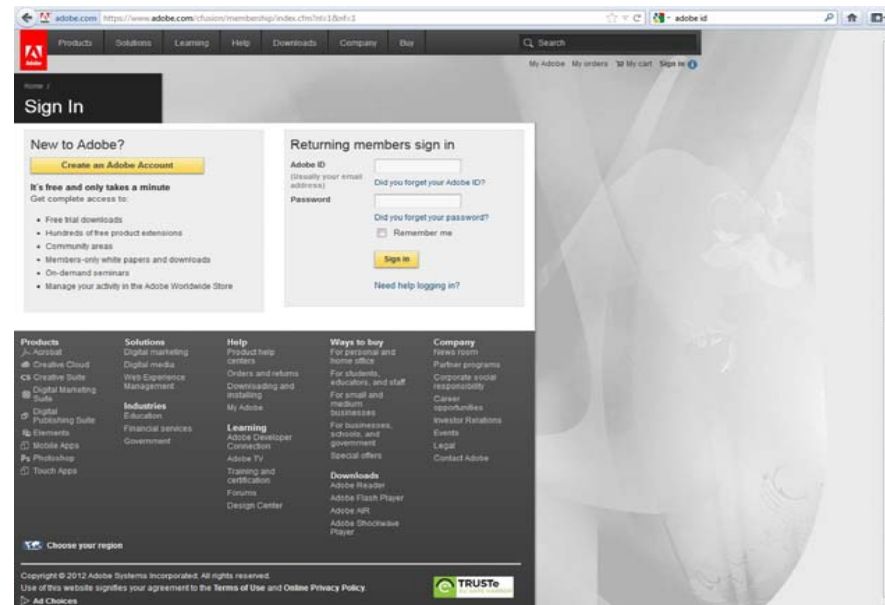 adobe.com https://www.adobe.com/cfusion/membership/index.cfm?nl=1&nf=1
adobe id
Adobe
Products Solutions Learning Help Downloads Company Buy
Search
My Adobe My orders My cart Sign in
Home /
Sign In
New to Adobe?
Create an Adobe Account
It's free and only takes a minute
Get complete access to:
• Free trial downloads
• Hundreds of free product extensions
• Community areas
• Members-only white papers and downloads
• On-demand seminars
• Manage your activity in the Adobe Worldwide Store
Returning members sign in
Adobe ID
(Usually your email
address)
Did you forget your Adobe ID?
Password
Did you forget your password?
Remember me
Sign in
Need help logging in?
Products
Acrobat
Creative Cloud
CS Creative Suite
Digital Marketing
Suite
Digital
Publishing Suite
Elements
Mobile Apps
Ps Photoshop
Touch Apps
Solutions
Digital marketing
Digital media
Web Experience
Management
Industries
Education
Financial services
Government
Help
Product help
centers
Orders and returns
Downloading and
installing
My Adobe
Learning
Adobe Developer
Connection
Adobe TV
Training and
certification
Forums
Design Center
Ways to buy
For personal and
home office
For students,
educators, and staff
For small and
medium
businesses
For businesses,
schools, and
government
Special offers
Downloads
Adobe Reader
Adobe Flash Player
Adobe AIR
Adobe Shockwave
Player
Company
News room
Partner programs
Corporate social
responsibility
Career
opportunities
Investor Relations
Events
Legal
Contact Adobe
Choose your region
Copyright © 2012 Adobe Systems Incorporated. All rights reserved.
Use of this website signifies your agreement to the Terms of Use and Online Privacy Policy.
Ad Choices
TRUSTe